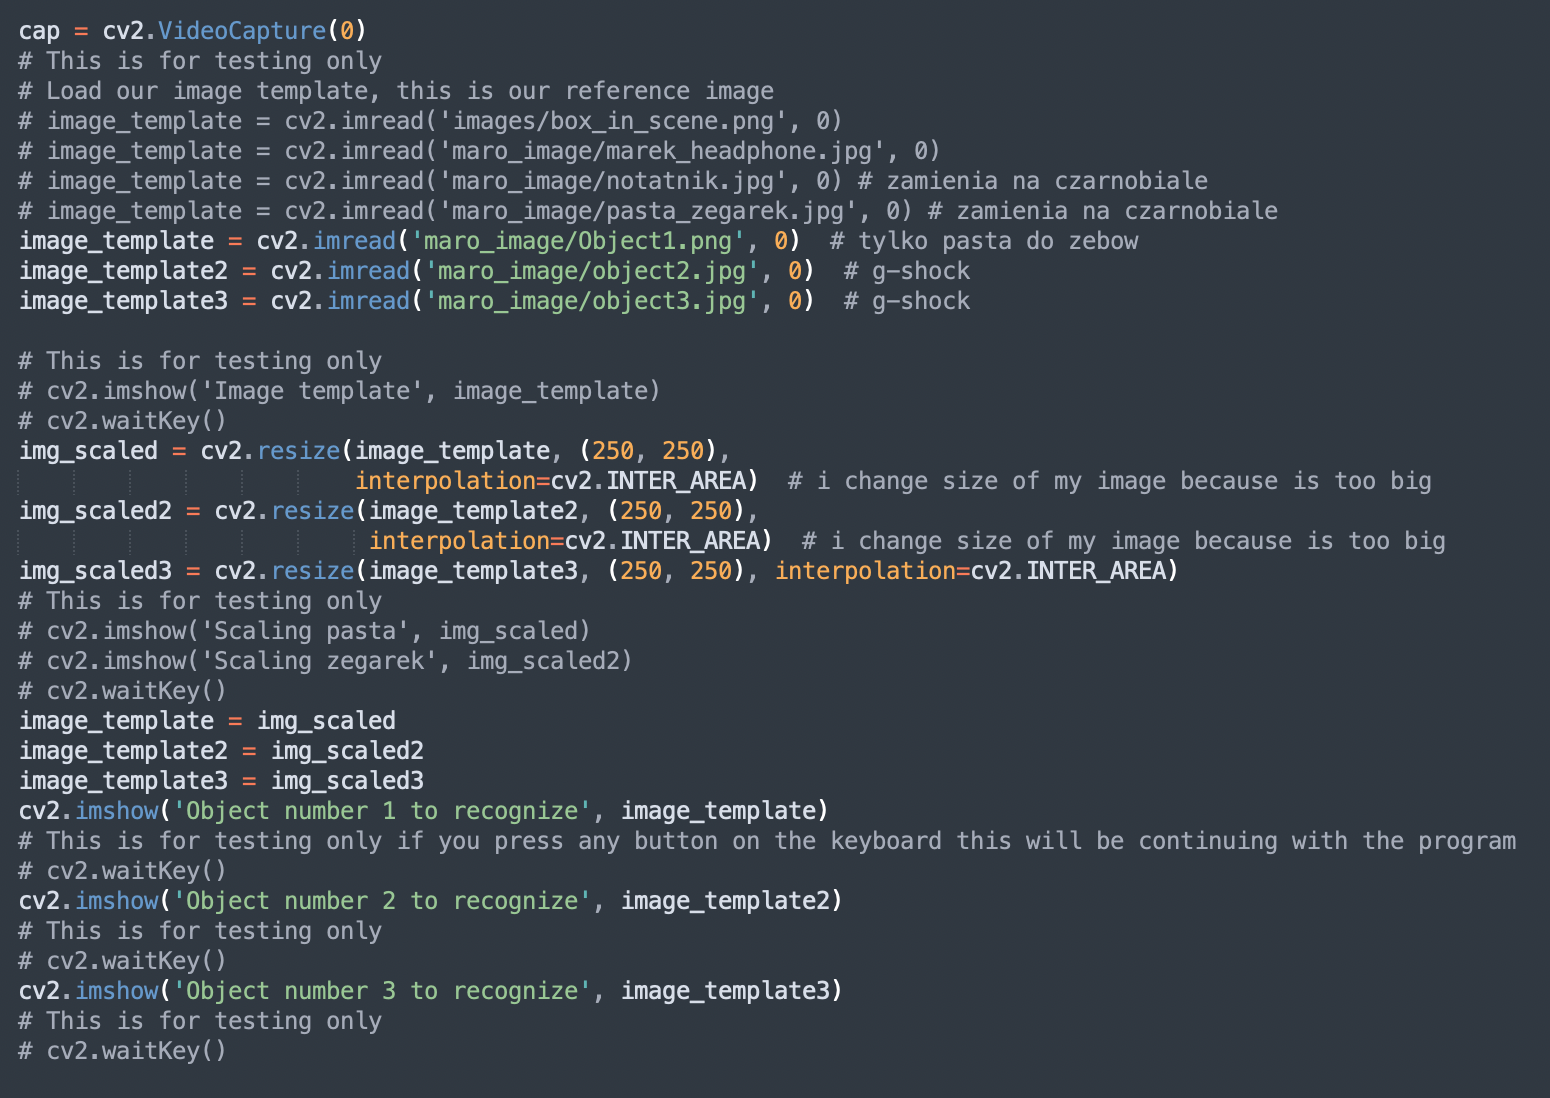 cap = cv2.VideoCapture(0)
# This is for testing only
# Load our image template, this is our reference image
# image_template = cv2.imread('images/box_in_scene.png', 0)
# image_template = cv2.imread('maro_image/marek_headphone.jpg', 0)
# image_template = cv2.imread('maro_image/notatnik.jpg', 0) # zamienia na czarnobiale
# image_template = cv2.imread('maro_image/pasta_zegarek.jpg', 0) # zamienia na czarnobiale
image_template = cv2.imread('maro_image/Object1.png', 0)  # tylko pasta do zebow
image_template2 = cv2.imread('maro_image/object2.jpg', 0)  # g-shock
image_template3 = cv2.imread('maro_image/object3.jpg', 0)  # g-shock

# This is for testing only
# cv2.imshow('Image template', image_template)
# cv2.waitKey()
img_scaled = cv2.resize(image_template, (250, 250),
                        interpolation=cv2.INTER_AREA)  # i change size of my image because is too big
img_scaled2 = cv2.resize(image_template2, (250, 250),
                         interpolation=cv2.INTER_AREA)  # i change size of my image because is too big
img_scaled3 = cv2.resize(image_template3, (250, 250), interpolation=cv2.INTER_AREA)
# This is for testing only
# cv2.imshow('Scaling pasta', img_scaled)
# cv2.imshow('Scaling zegarek', img_scaled2)
# cv2.waitKey()
image_template = img_scaled
image_template2 = img_scaled2
image_template3 = img_scaled3
cv2.imshow('Object number 1 to recognize', image_template)
# This is for testing only if you press any button on the keyboard this will be continuing with the program
# cv2.waitKey()
cv2.imshow('Object number 2 to recognize', image_template2)
# This is for testing only
# cv2.waitKey()
cv2.imshow('Object number 3 to recognize', image_template3)
# This is for testing only
# cv2.waitKey()